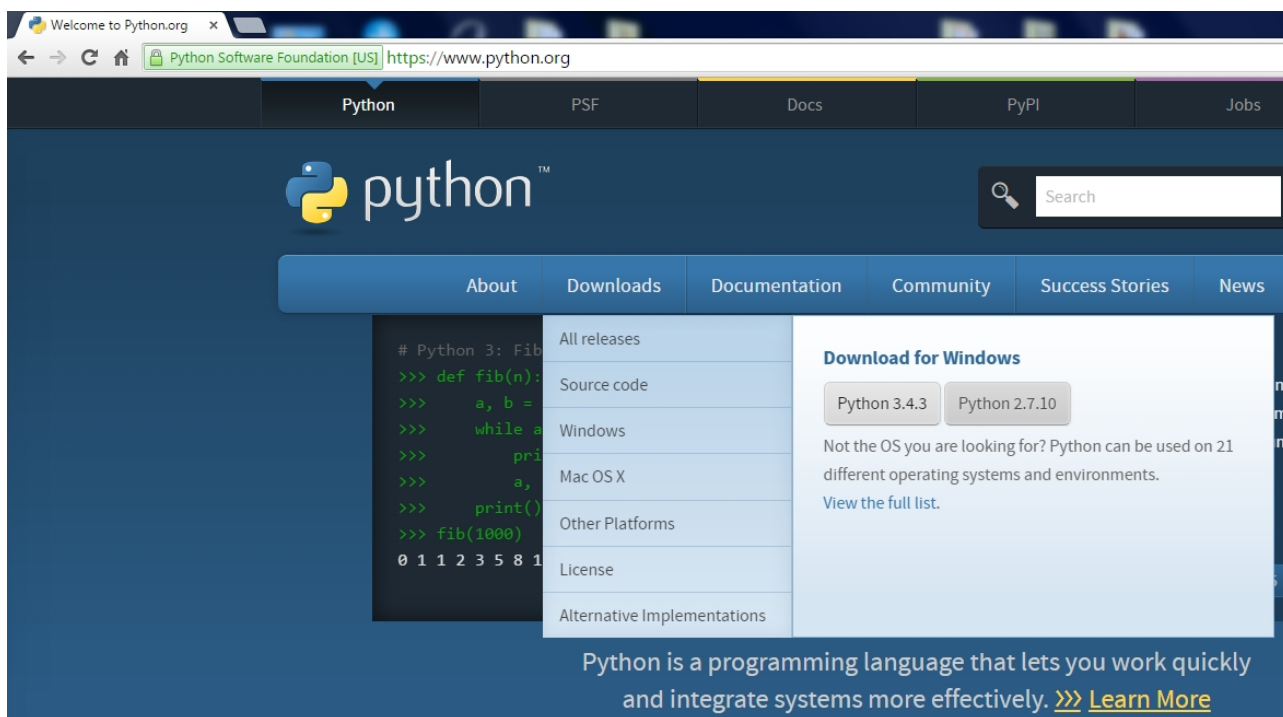 Welcome to Python.org
Python Software Foundation [US] https://www.python.org
Python PSF Docs PyPI Jobs
python™
Search
About Downloads Documentation Community Success Stories News
# Python 3: Fib
>>> def fib(n):
>>> a, b =
>>> while a
>>> pri
>>> a,
>>> print()
>>> fib(1000)
0 1 1 2 3 5 8 1
All releases
Source code
Windows
Mac OS X
Other Platforms
License
Alternative Implementations
Download for Windows
Python 3.4.3 Python 2.7.10
Not the OS you are looking for? Python can be used on 21
different operating systems and environments.
View the full list.
Python is a programming language that lets you work quickly
and integrate systems more effectively. >>> Learn More